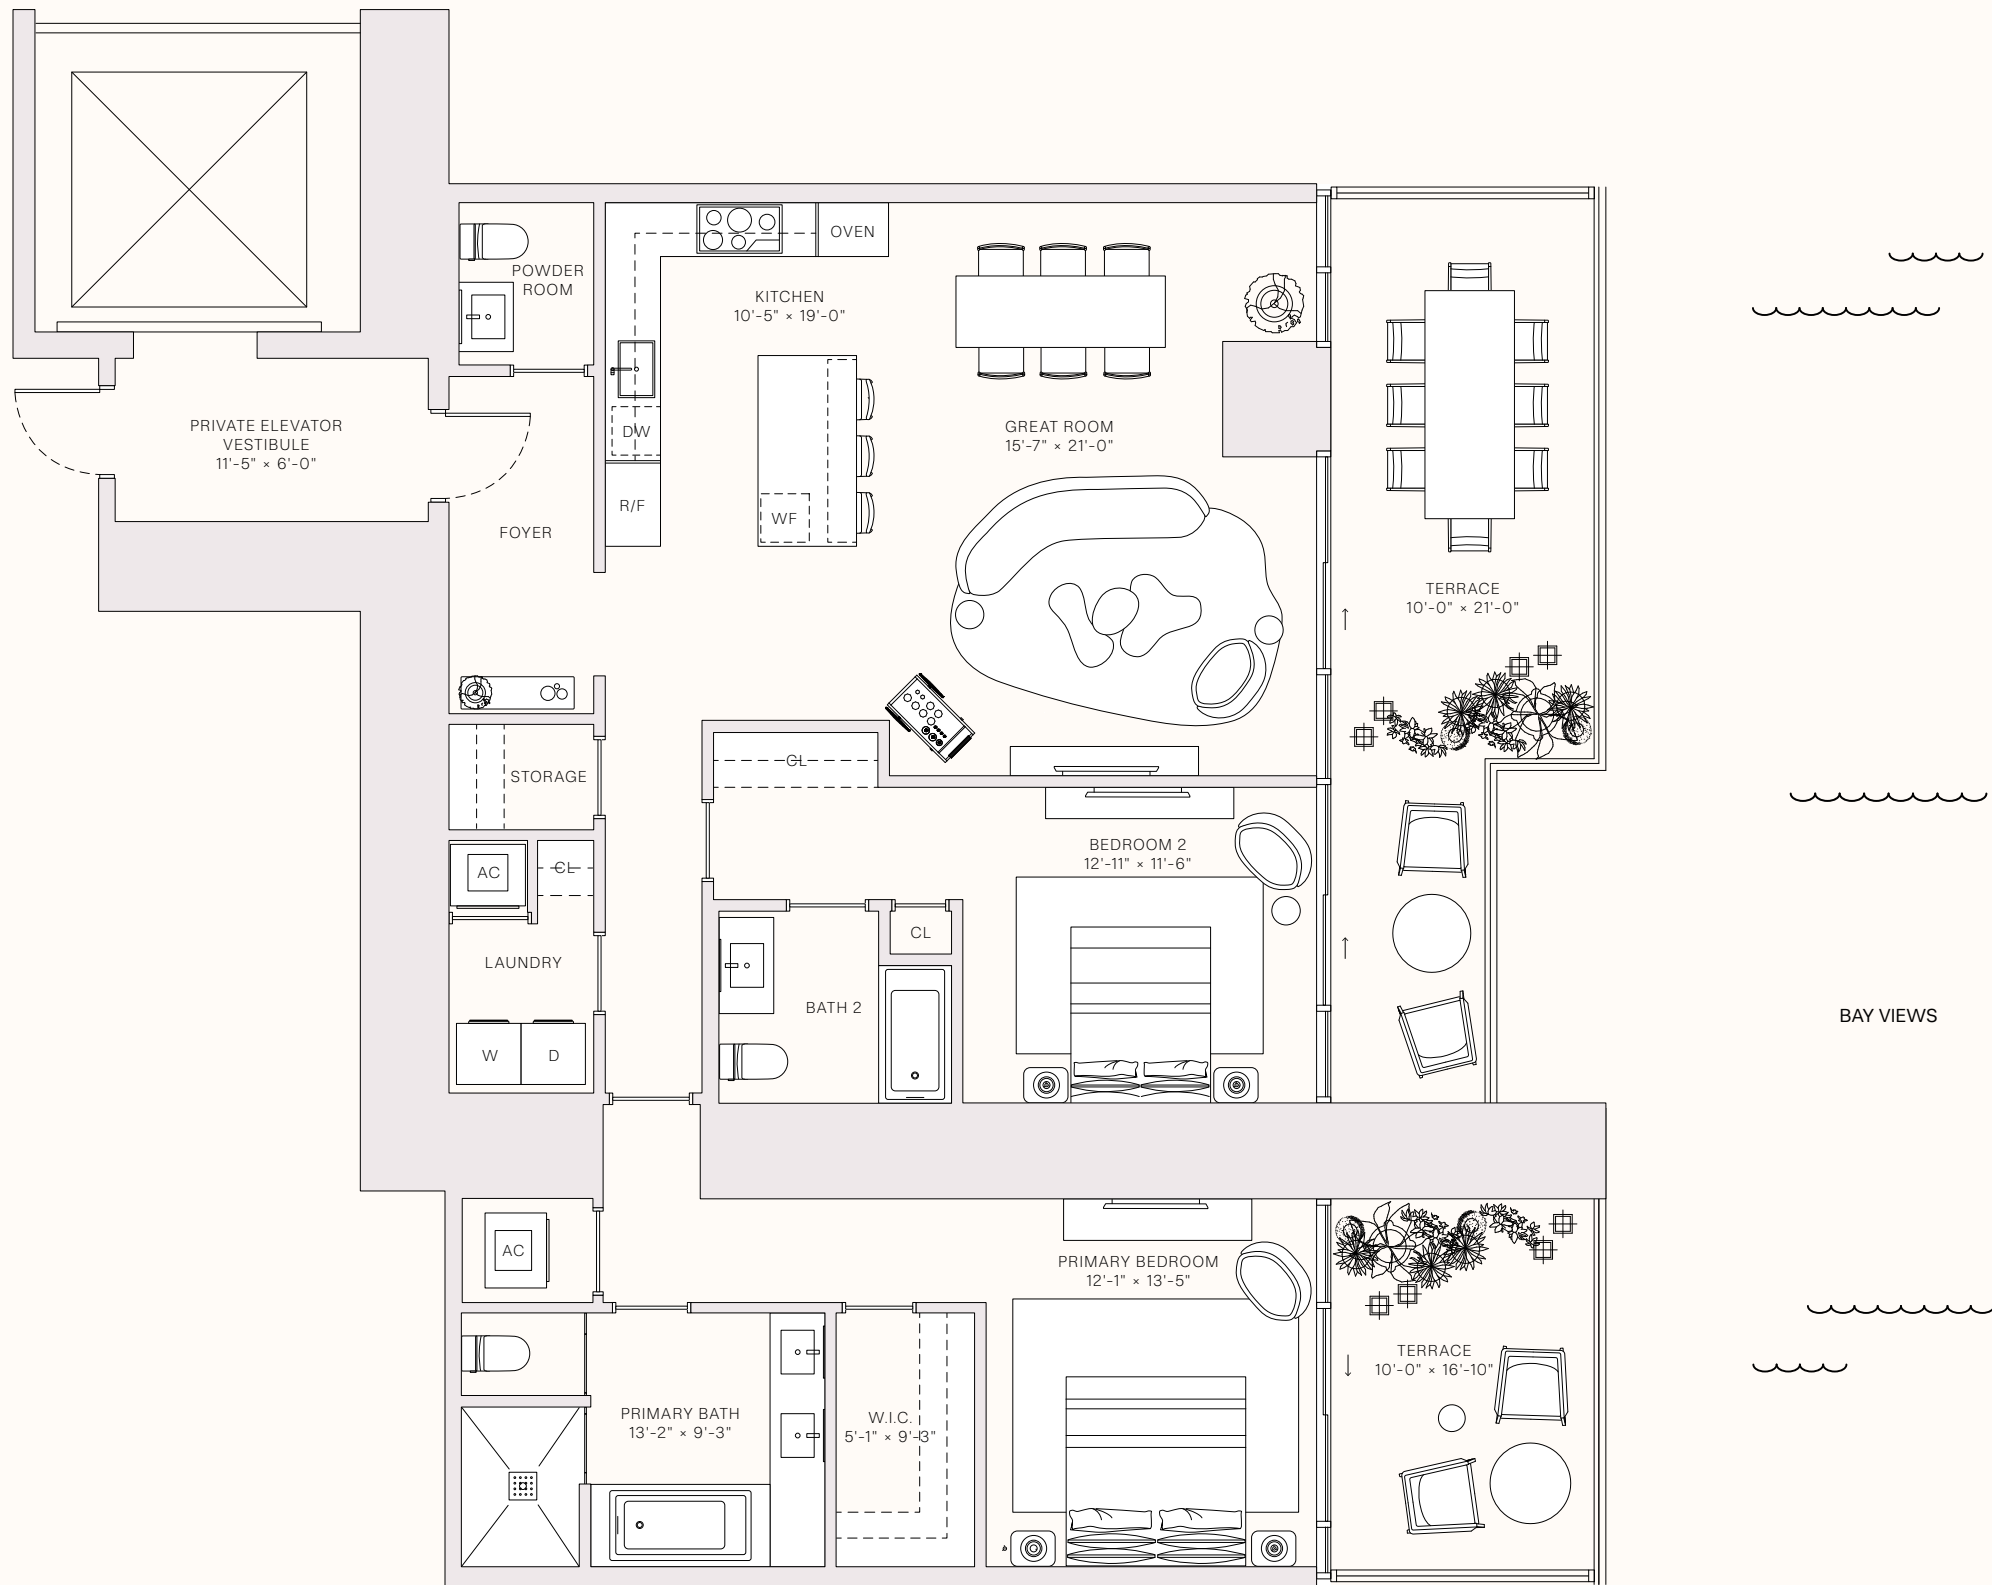 OVEN
POWDER
ROOM
KITCHEN
10'-5" × 19'-0"
PRIVATE ELEVATOR
VESTIBULE
11'-5" × 6'-0"
DW
GREAT ROOM
15'-7" × 21'-0"
R/F
WF
FOYER
TERRACE
10'-0" × 21'-0"
CL
STORAGE
BEDROOM 2
12'-11" × 11'-6"
AC
CL
CL
LAUNDRY
BATH 2
BAY VIEWS
W
D
AC
PRIMARY BEDROOM
12'-1" × 13'-5"
TERRACE
10'-0" × 16'-10"
PRIMARY BATH
13'-2" × 9'-3"
W.I.C.
5'-1" × 9'-3"